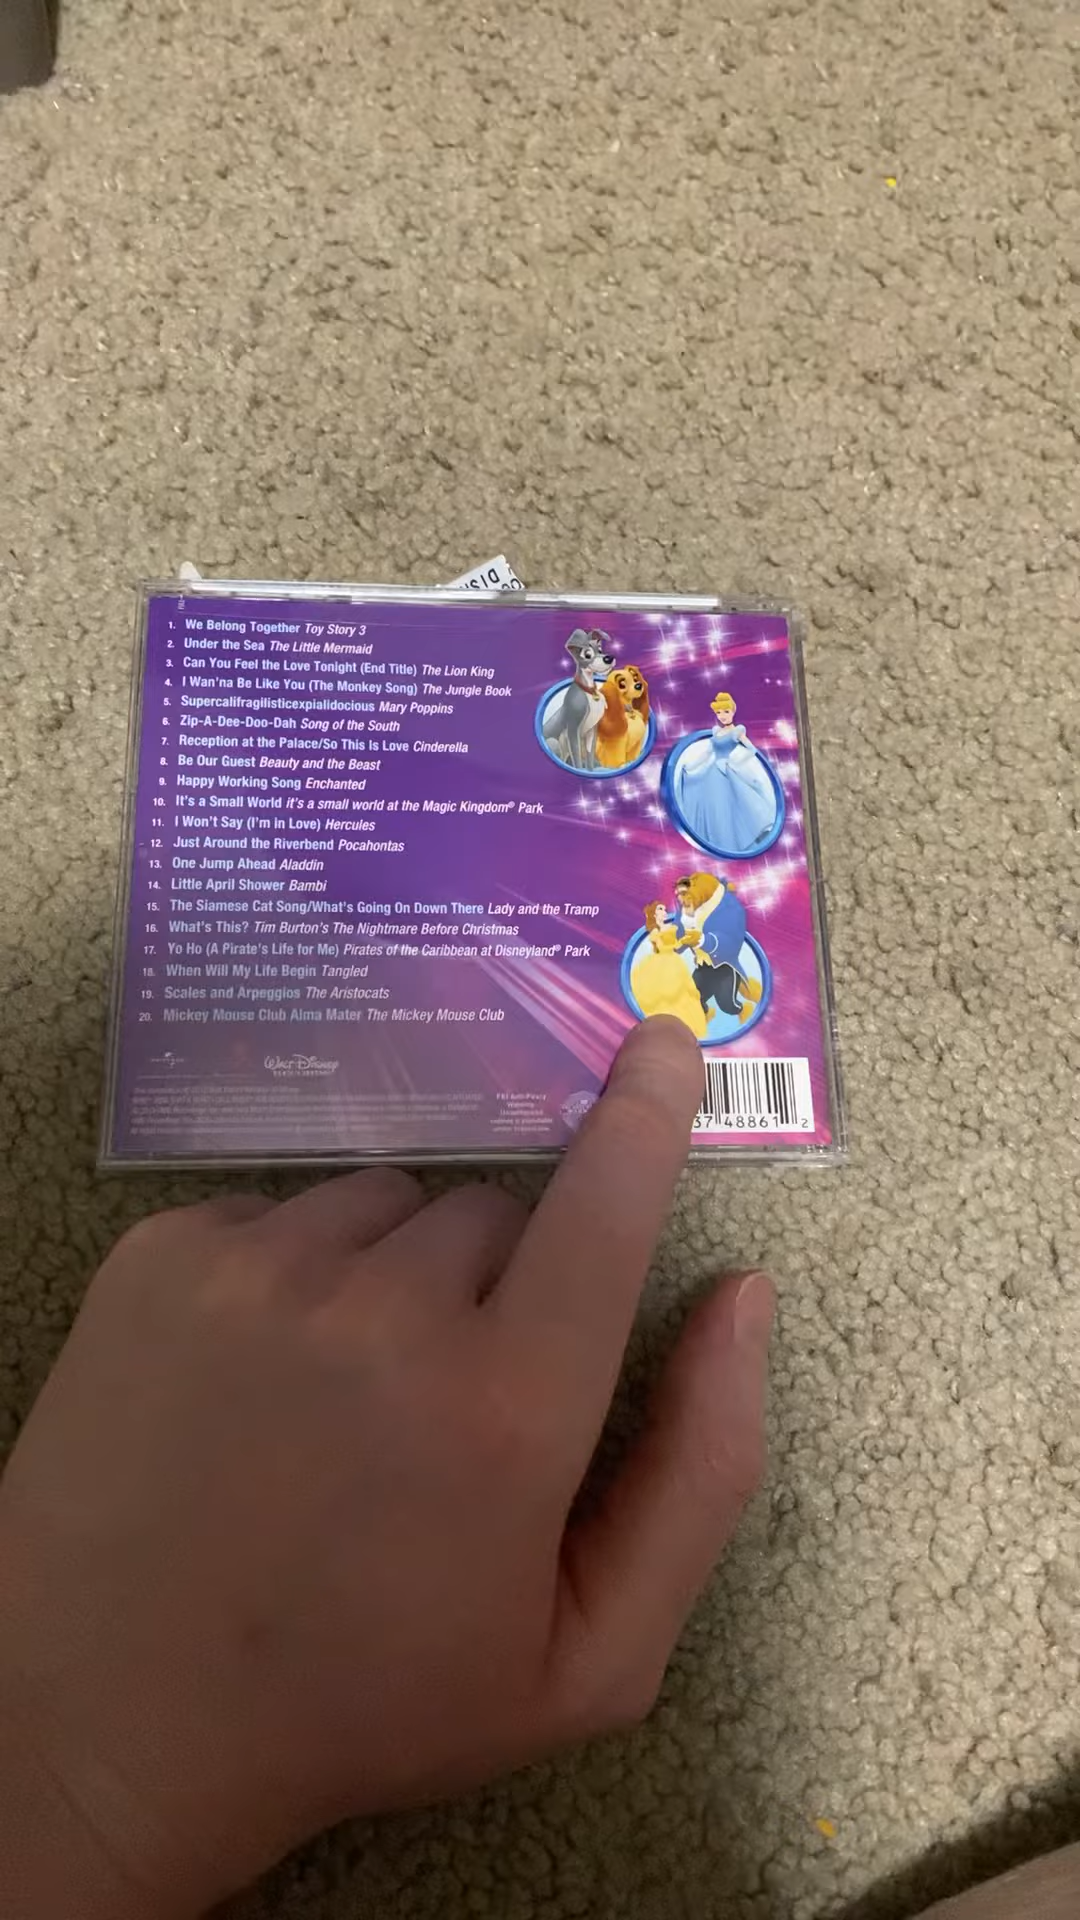 DIS
1. We Belong Together Toy Story 3
2. Under the Sea The Little Mermaid
3. Can You Feel the Love Tonight (End Title) The Lion King
4. I Wan'na Be Like You (The Monkey Song) The Jungle Book
5. Supercalifragilisticexpialidocious Mary Poppins
6. Zip-A-Dee-Doo-Dah Song of the South
7. Reception at the Palace/So This Is Love Cinderella
8. Be Our Guest Beauty and the Beast
9. Happy Working Song Enchanted
10. It's a Small World it's a small world at the Magic Kingdom® Park
11. I Won't Say (I'm in Love) Hercules
12. Just Around the Riverbend Pocahontas
13. One Jump Ahead Aladdin
14. Little April Shower Bambi
15. The Siamese Cat Song/What's Going On Down There Lady and the Tramp
16. What's This? Tim Burton's The Nightmare Before Christmas
17. Yo Ho (A Pirate's Life for Me) Pirates of the Caribbean at Disneyland® Park
18. When Will My Life Begin Tangled
19. Scales and Arpeggios The Aristocats
20. Mickey Mouse Club Alma Mater The Mickey Mouse Club
Walt Disney
FBI Anti-Piracy
Warning:
37 48861 2